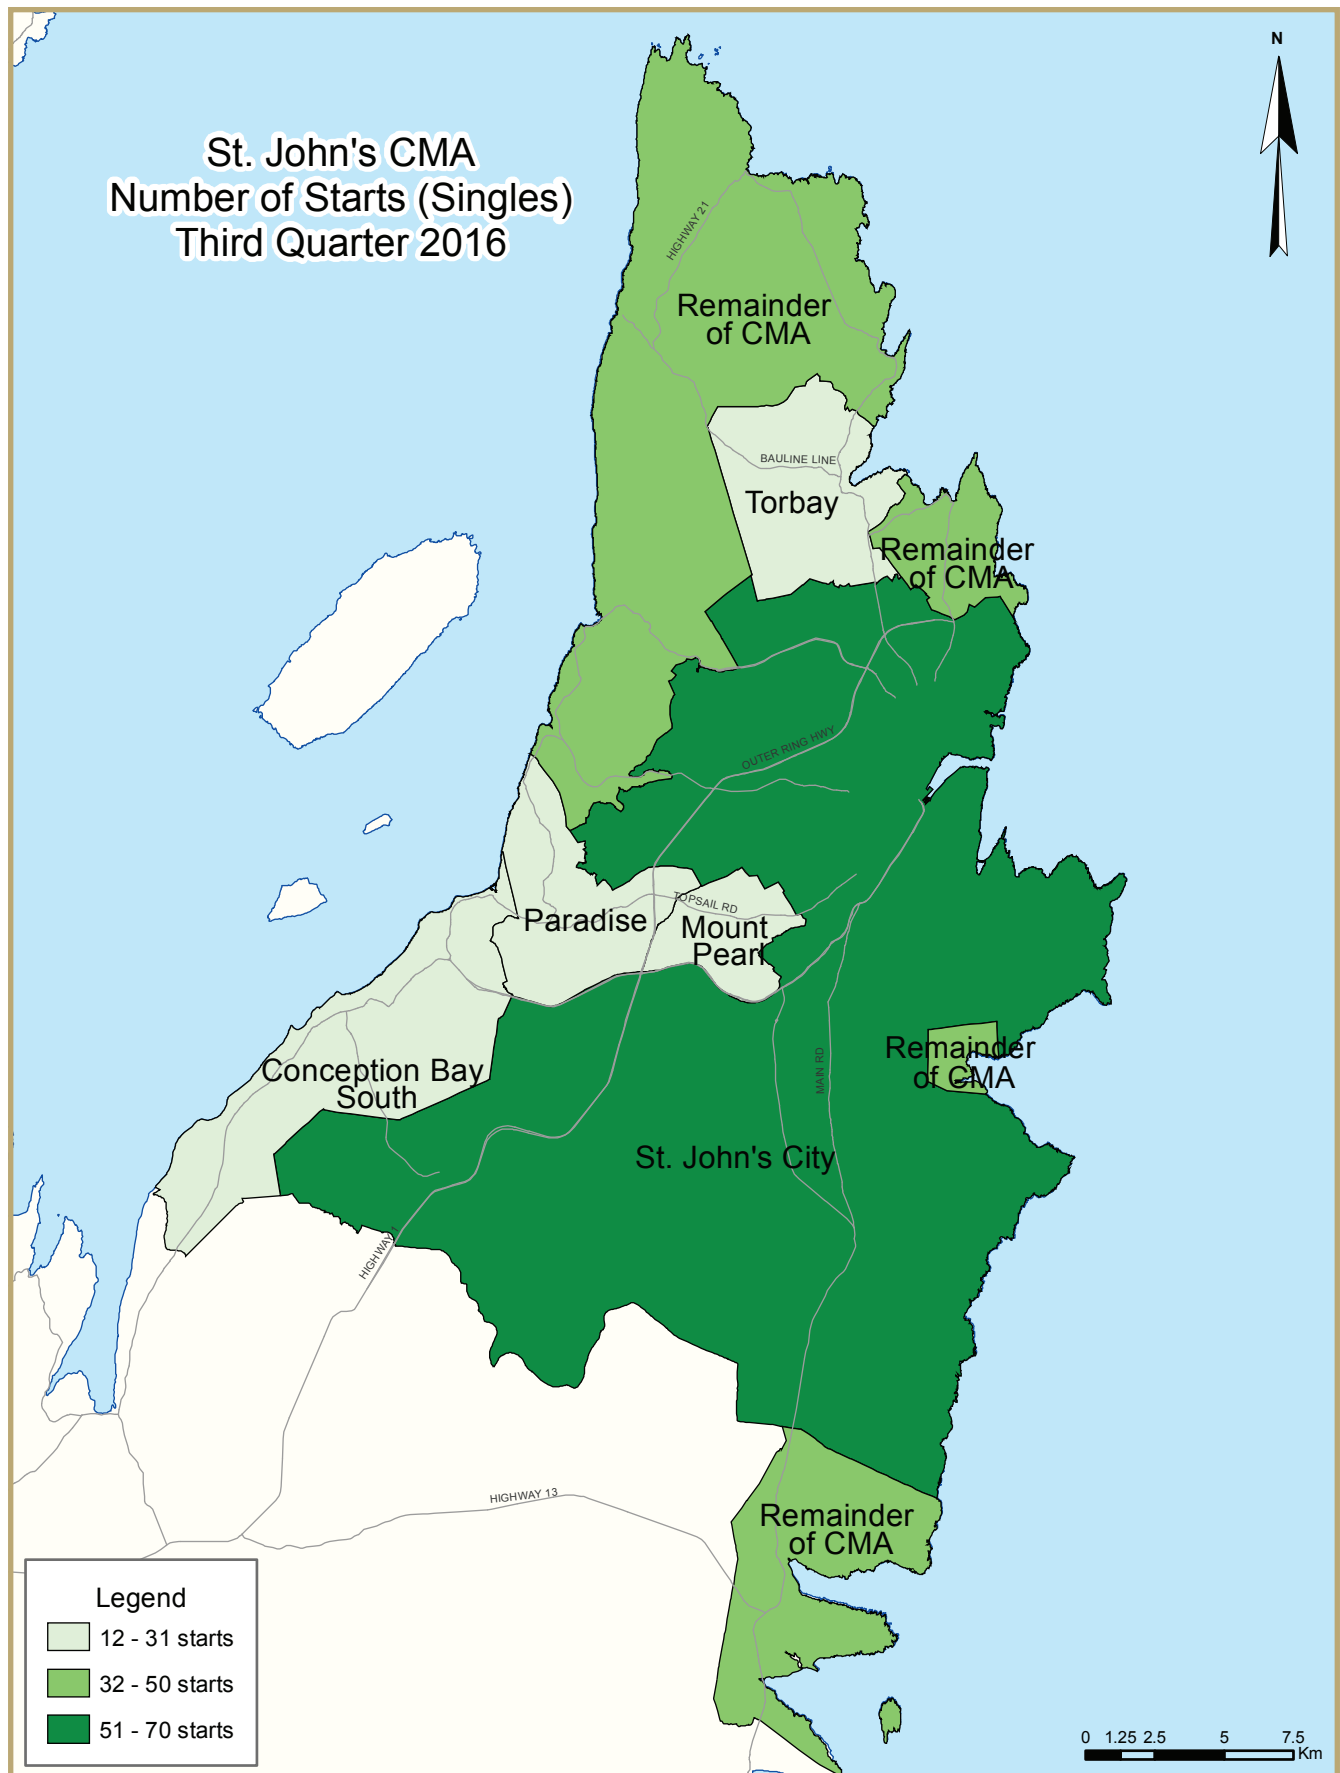 St. John's CMA
Number of Starts (Singles)
Third Quarter 2016
N
HIGHWAY 21
Remainder
of CMA
BAULINE LINE
Torbay
Remainder
of CMA
OUTER RING HWY
TOPSAIL RD
Paradise
Mount
Pearl
Conception Bay
South
MAIN RD
Remainder
of CMA
St. John's City
HIGHWAY 1
HIGHWAY 13
Remainder
of CMA
Legend
12 - 31 starts
32 - 50 starts
51 - 70 starts
0 1.25 2.5 5 7.5
Km